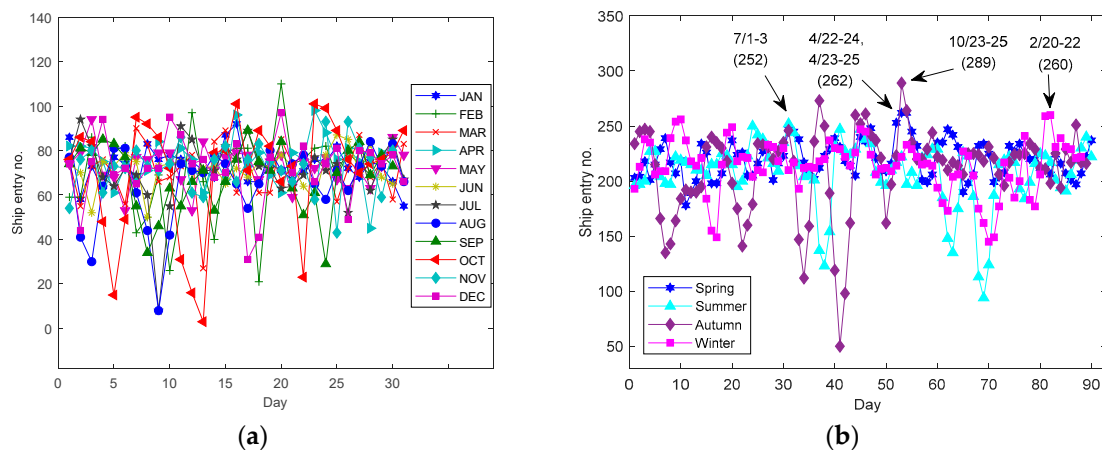 140
120
100
80
60
40
20
0
Ship entry no.
0 5 10 15 20 25 30
Day
JAN
FEB
MAR
APR
MAY
JUN
JUL
AUG
SEP
OCT
NOV
DEC
(a)
350
300
250
200
150
100
50
Ship entry no.
0 10 20 30 40 50 60 70 80 90
Day
7/1-3
(252)
4/22-24,
4/23-25
(262)
10/23-25
(289)
2/20-22
(260)
Spring
Summer
Autumn
Winter
(b)